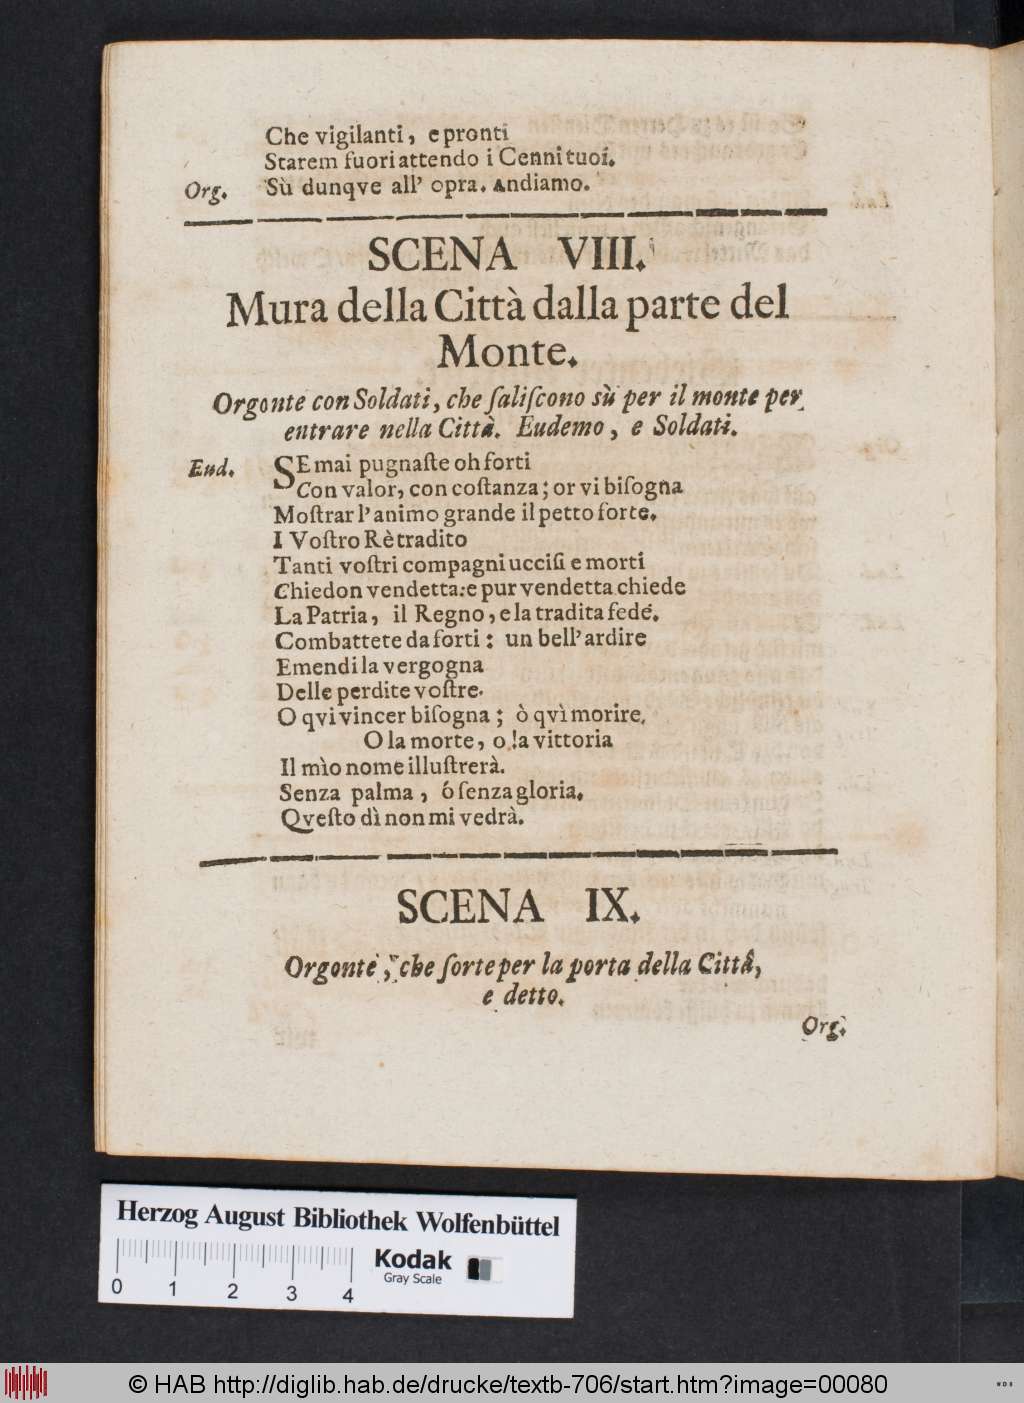 Che vigilanti, e pronti
Starem fuori attendo i Cenni tuoi.
Org. Sù dunqve all' opra. Andiamo.
SCENA VIII.
Mura della Città dalla parte del
Monte.
Orgonte con Soldati, che ſaliſcono sù per il monte per
entrare nella Città. Eudemo, e Soldati.
Eud. SE mai pugnaſte oh forti
Con valor, con coſtanza; or vi biſogna
Moſtrar l'animo grande il petto forte.
I Voſtro Rè tradito
Tanti voſtri compagni ucciſi e morti
Chiedon vendetta: e pur vendetta chiede
La Patria, il Regno, e la tradita fede.
Combattete da forti: un bell'ardire
Emendi la vergogna
Delle perdite voſtre.
O qvi vincer biſogna; ò qvì morire.
O la morte, o la vittoria
Il mìo nome illuſtrerà.
Senza palma, ó ſenza gloria.
Qveſto dì non mi vedrà.
SCENA IX.
Orgonte, che ſorte per la porta della Città,
e detto.
Org.
Herzog August Bibliothek Wolfenbüttel
Kodak
Gray Scale
0 1 2 3 4
© HAB http://diglib.hab.de/drucke/textb-706/start.htm?image=00080